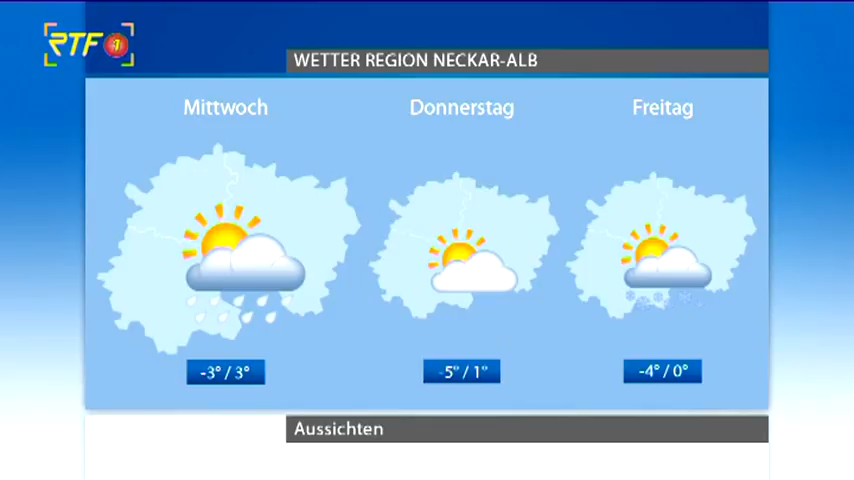 RTF 1
WETTER REGION NECKAR-ALB
Mittwoch
Donnerstag
Freitag
-3° / 3°
-5° / 1°
-4° / 0°
Aussichten